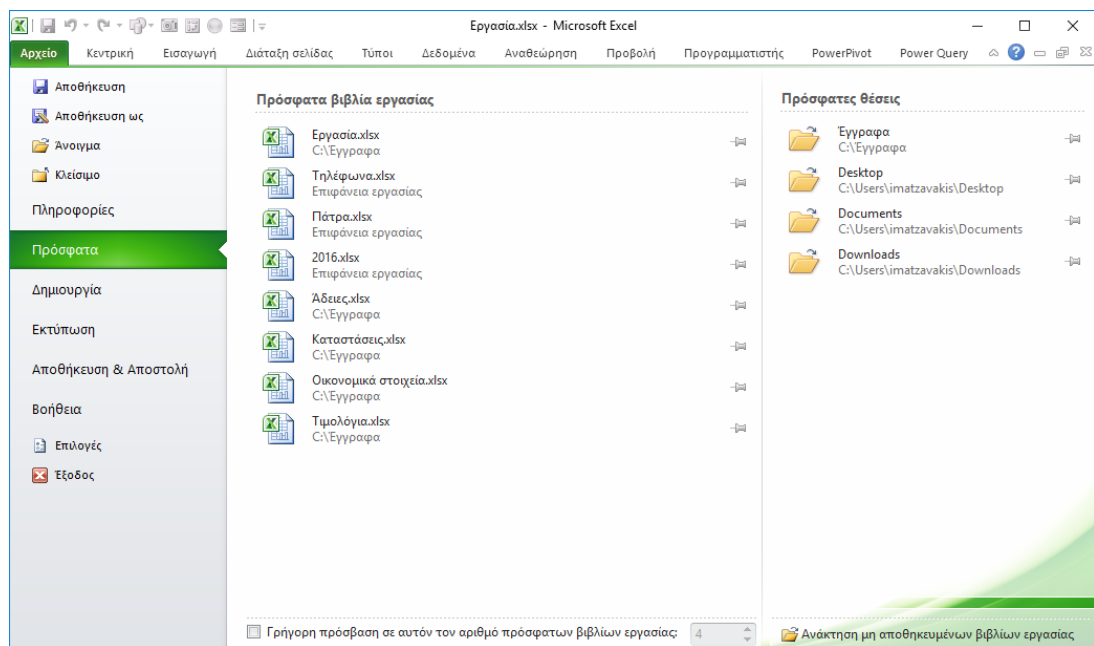 Εργασία.xlsx - Microsoft Excel
Αρχείο Κεντρική Εισαγωγή Διάταξη σελίδας Τύποι Δεδομένα Αναθεώρηση Προβολή Προγραμματιστής PowerPivot Power Query
Αποθήκευση
Αποθήκευση ως
Άνοιγμα
Κλείσιμο
Πληροφορίες
Πρόσφατα
Δημιουργία
Εκτύπωση
Αποθήκευση & Αποστολή
Βοήθεια
Επιλογές
Έξοδος
Πρόσφατα βιβλία εργασίας
Εργασία.xlsx
C:\Έγγραφα
Τηλέφωνα.xlsx
Επιφάνεια εργασίας
Πάτρα.xlsx
Επιφάνεια εργασίας
2016.xlsx
Επιφάνεια εργασίας
Άδειες.xlsx
C:\Έγγραφα
Καταστάσεις.xlsx
C:\Έγγραφα
Οικονομικά στοιχεία.xlsx
C:\Έγγραφα
Τιμολόγια.xlsx
C:\Έγγραφα
Γρήγορη πρόσβαση σε αυτόν τον αριθμό πρόσφατων βιβλίων εργασίας: 4
Πρόσφατες θέσεις
Έγγραφα
C:\Έγγραφα
Desktop
C:\Users\imatzavakis\Desktop
Documents
C:\Users\imatzavakis\Documents
Downloads
C:\Users\imatzavakis\Downloads
Ανάκτηση μη αποθηκευμένων βιβλίων εργασίας